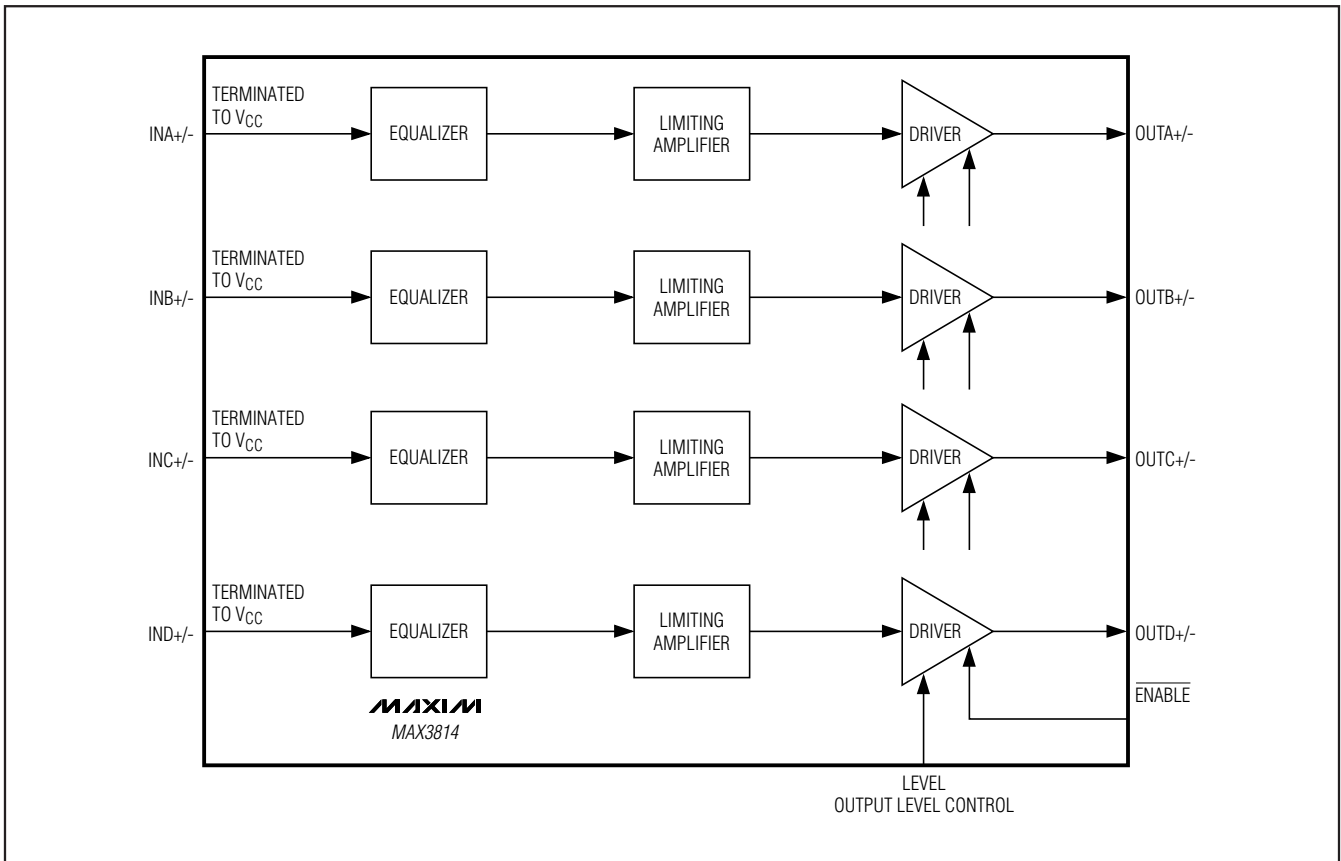 TERMINATED
TO VCC
INA+/-
EQUALIZER
LIMITING
AMPLIFIER
DRIVER
OUTA+/-
TERMINATED
TO VCC
INB+/-
EQUALIZER
LIMITING
AMPLIFIER
DRIVER
OUTB+/-
TERMINATED
TO VCC
INC+/-
EQUALIZER
LIMITING
AMPLIFIER
DRIVER
OUTC+/-
TERMINATED
TO VCC
IND+/-
EQUALIZER
LIMITING
AMPLIFIER
DRIVER
OUTD+/-
ENABLE
MAXIM
MAX3814
LEVEL
OUTPUT LEVEL CONTROL